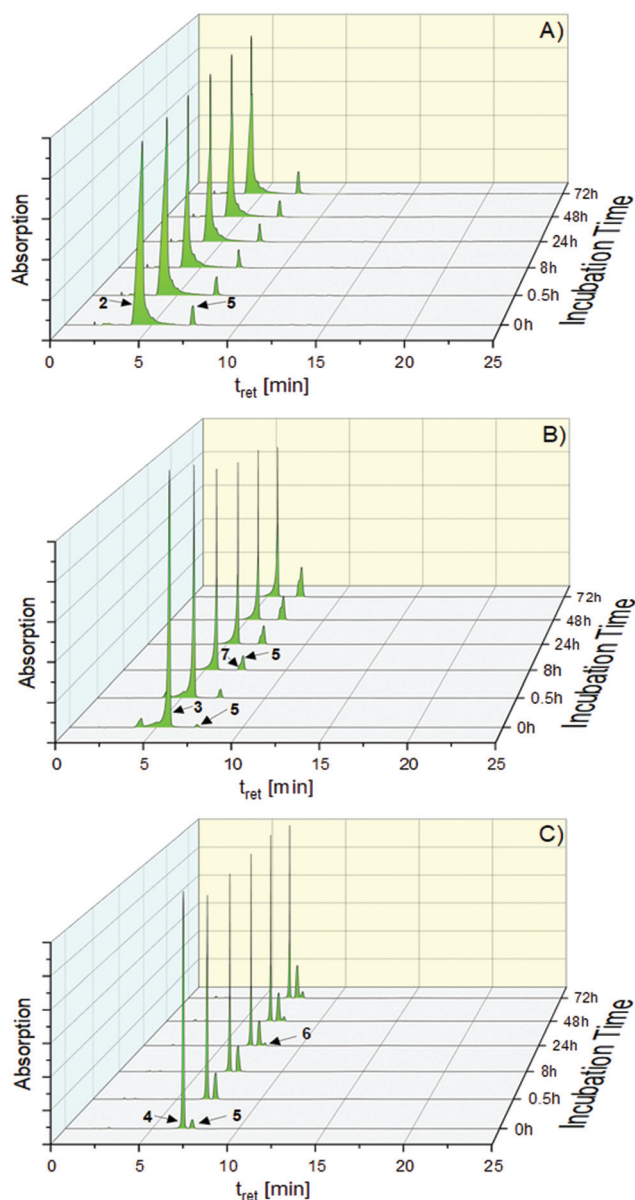 A)
Absorption
2
5
72h
48h
24h
8h
0.5h
0h
Incubation Time
0 5 10 15 20 25
t_ret [min]
B)
Absorption
7
5
3
5
72h
48h
24h
8h
0.5h
0h
Incubation Time
0 5 10 15 20 25
t_ret [min]
C)
Absorption
6
4
5
72h
48h
24h
8h
0.5h
0h
Incubation Time
0 5 10 15 20 25
t_ret [min]